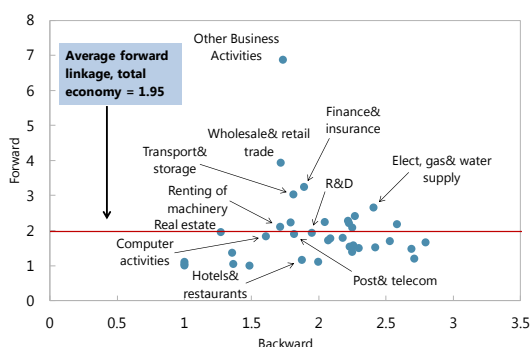 8
7
6
5
4
3
2
1
0
Forward
Average forward
linkage, total
economy = 1.95
Other Business
Activities
Finance&
insurance
Wholesale& retail
trade
Transport&
storage
Elect, gas& water
supply
R&D
Renting of
machinery
Real estate
Computer
activities
Hotels&
restaurants
Post& telecom
0
0.5
1
1.5
2
2.5
3
3.5
Backward